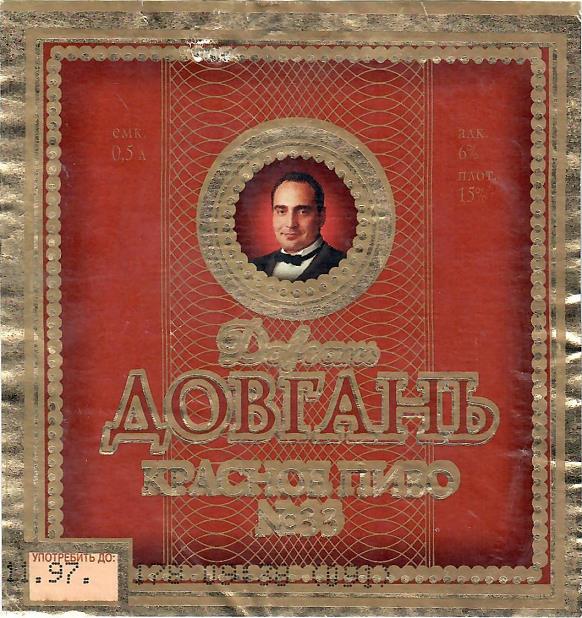 емк.
0,5 л
алк.
6%
плот.
15%
Довгань
ДОВГАНЬ
КРАСНОЕ ПИВО
№33
УПОТРЕБИТЬ ДО:
.97.